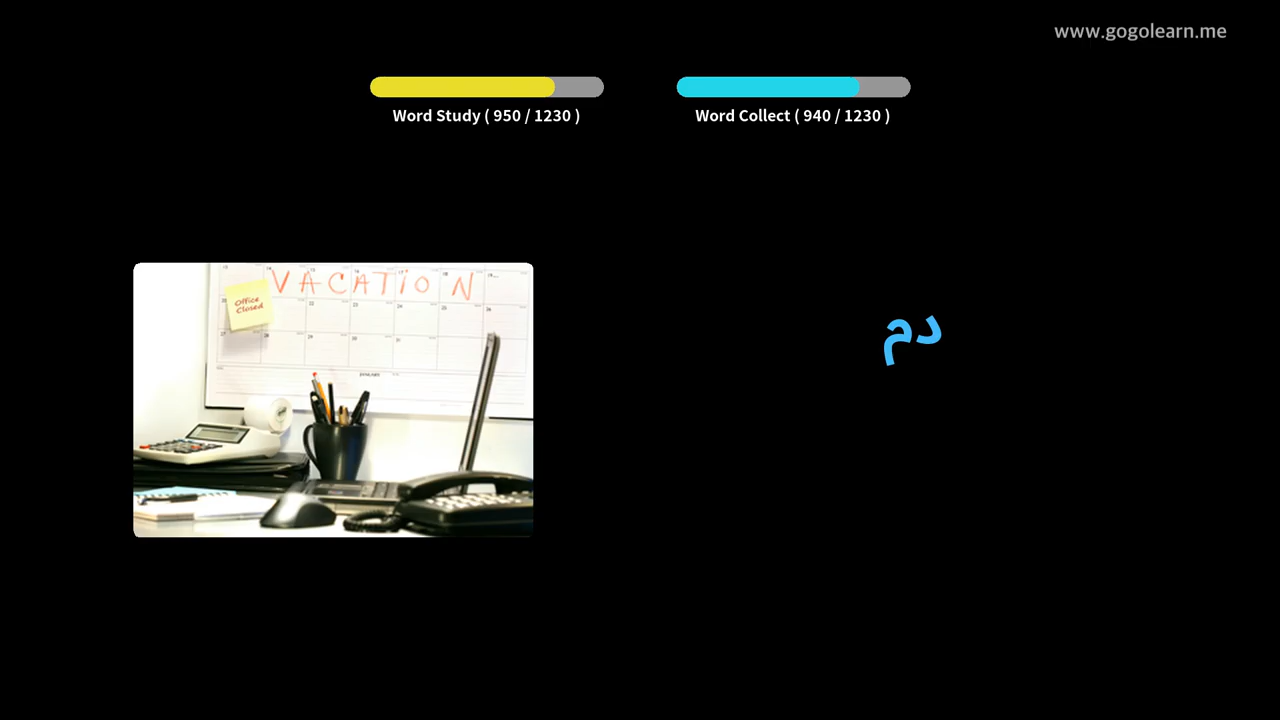 www.gogolearn.me
Word Study ( 950 / 1230 )
Word Collect ( 940 / 1230 )
VACATION
Office
Closed
دم